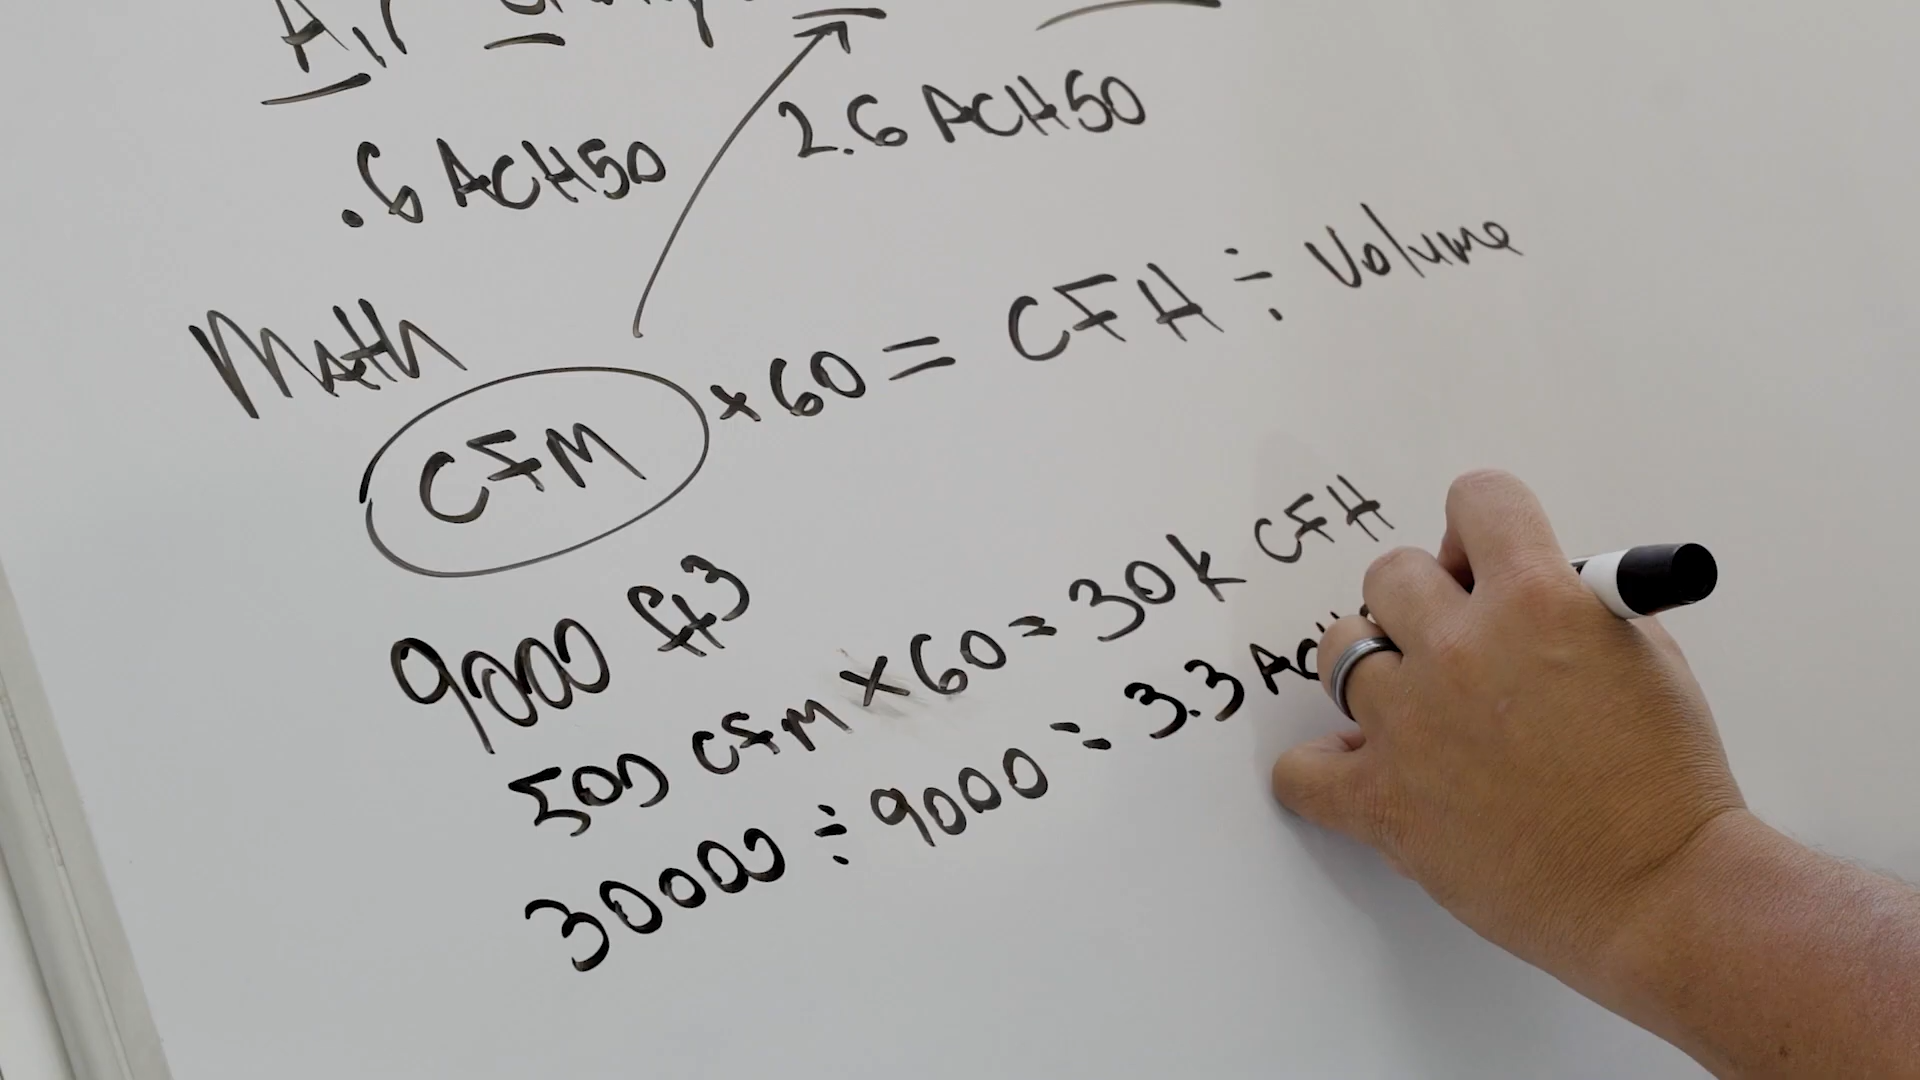 Air
.6 ACH50
2.6 ACH50
Math
CFM × 60 = CFH ÷ Volume
9000 ft3
500 CFM × 60 = 30k CFH
30000 ÷ 9000 = 3.3